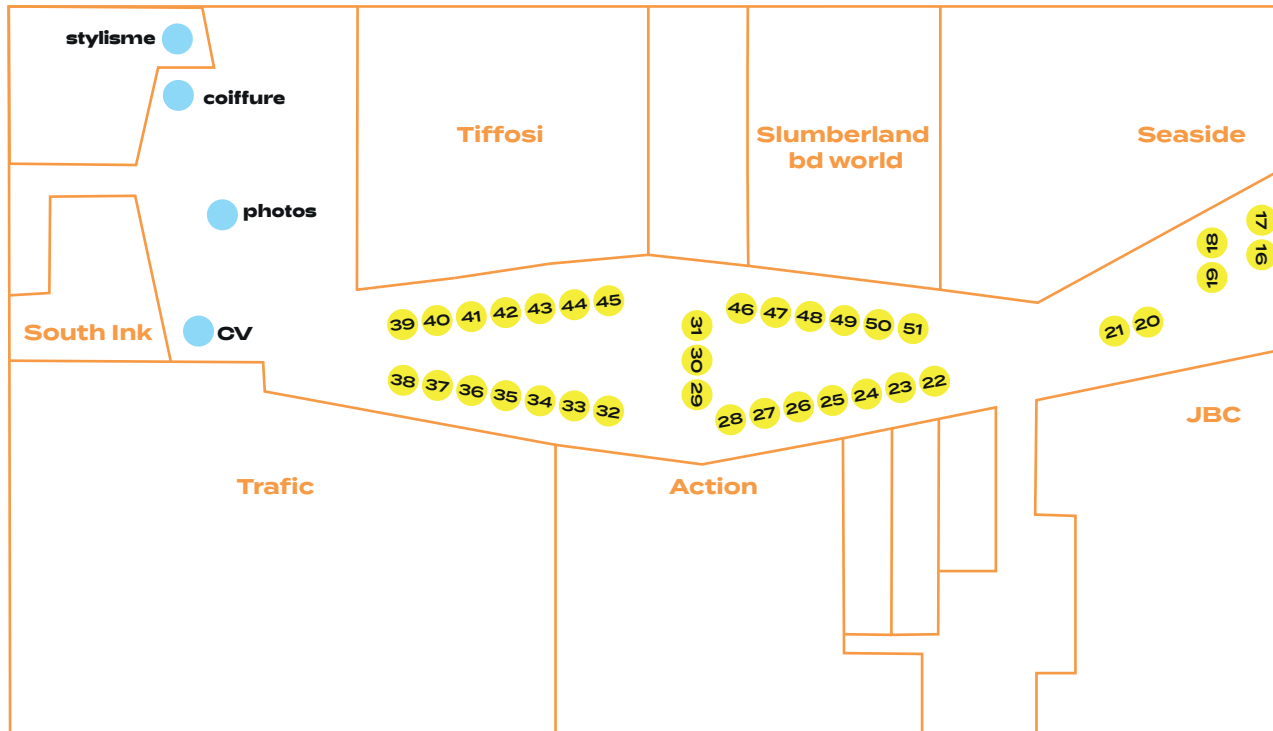 stylisme
coiffure
Tiffosi
Slumberland
bd world
Seaside
photos
17
18
16
19
South Ink
CV
39 40 41 42 43 44 45
46 47 48 49 50 51
31
30
29
21 20
38 37 36 35 34 33 32
28 27 26 25 24 23 22
JBC
Trafic
Action